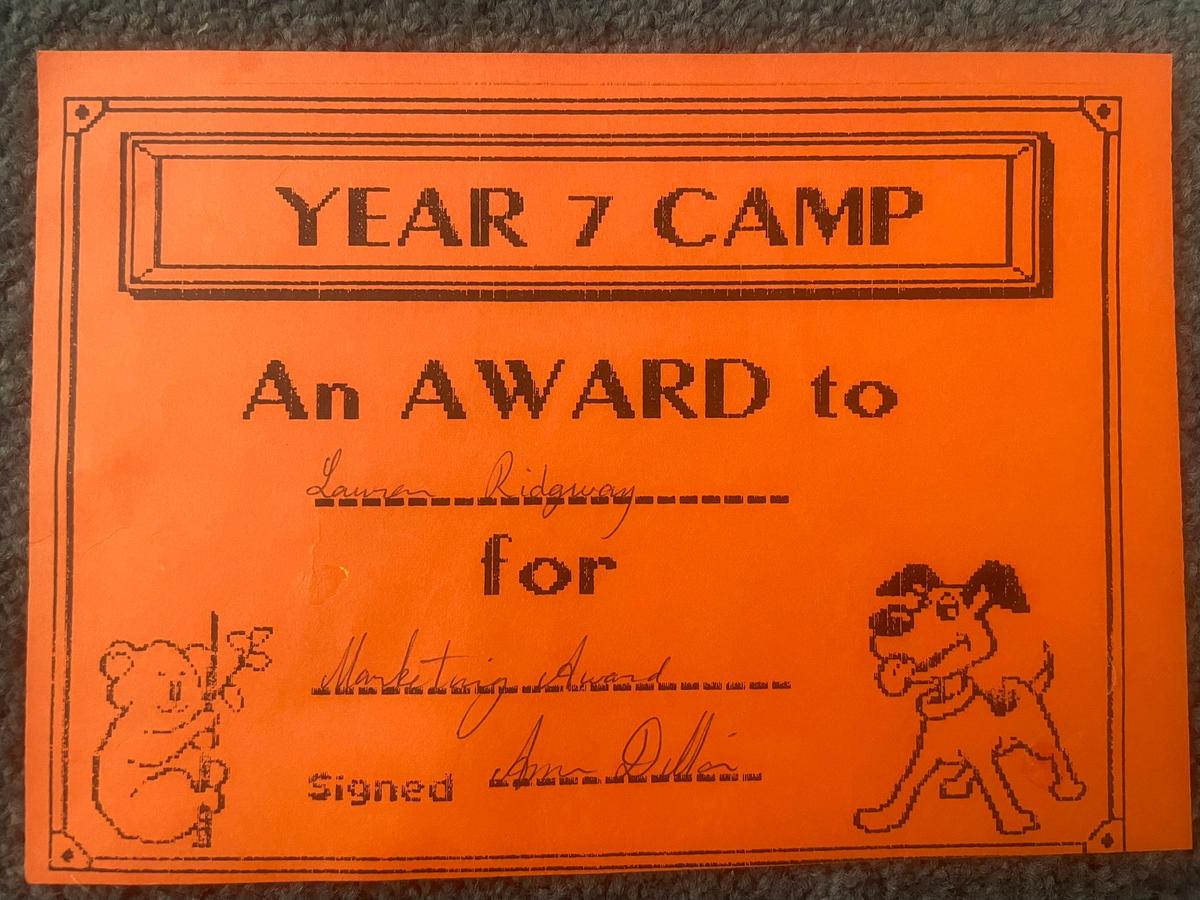 YEAR 7 CAMP
An AWARD to
Lauren Ridgway
for
Marketing Award
Signed